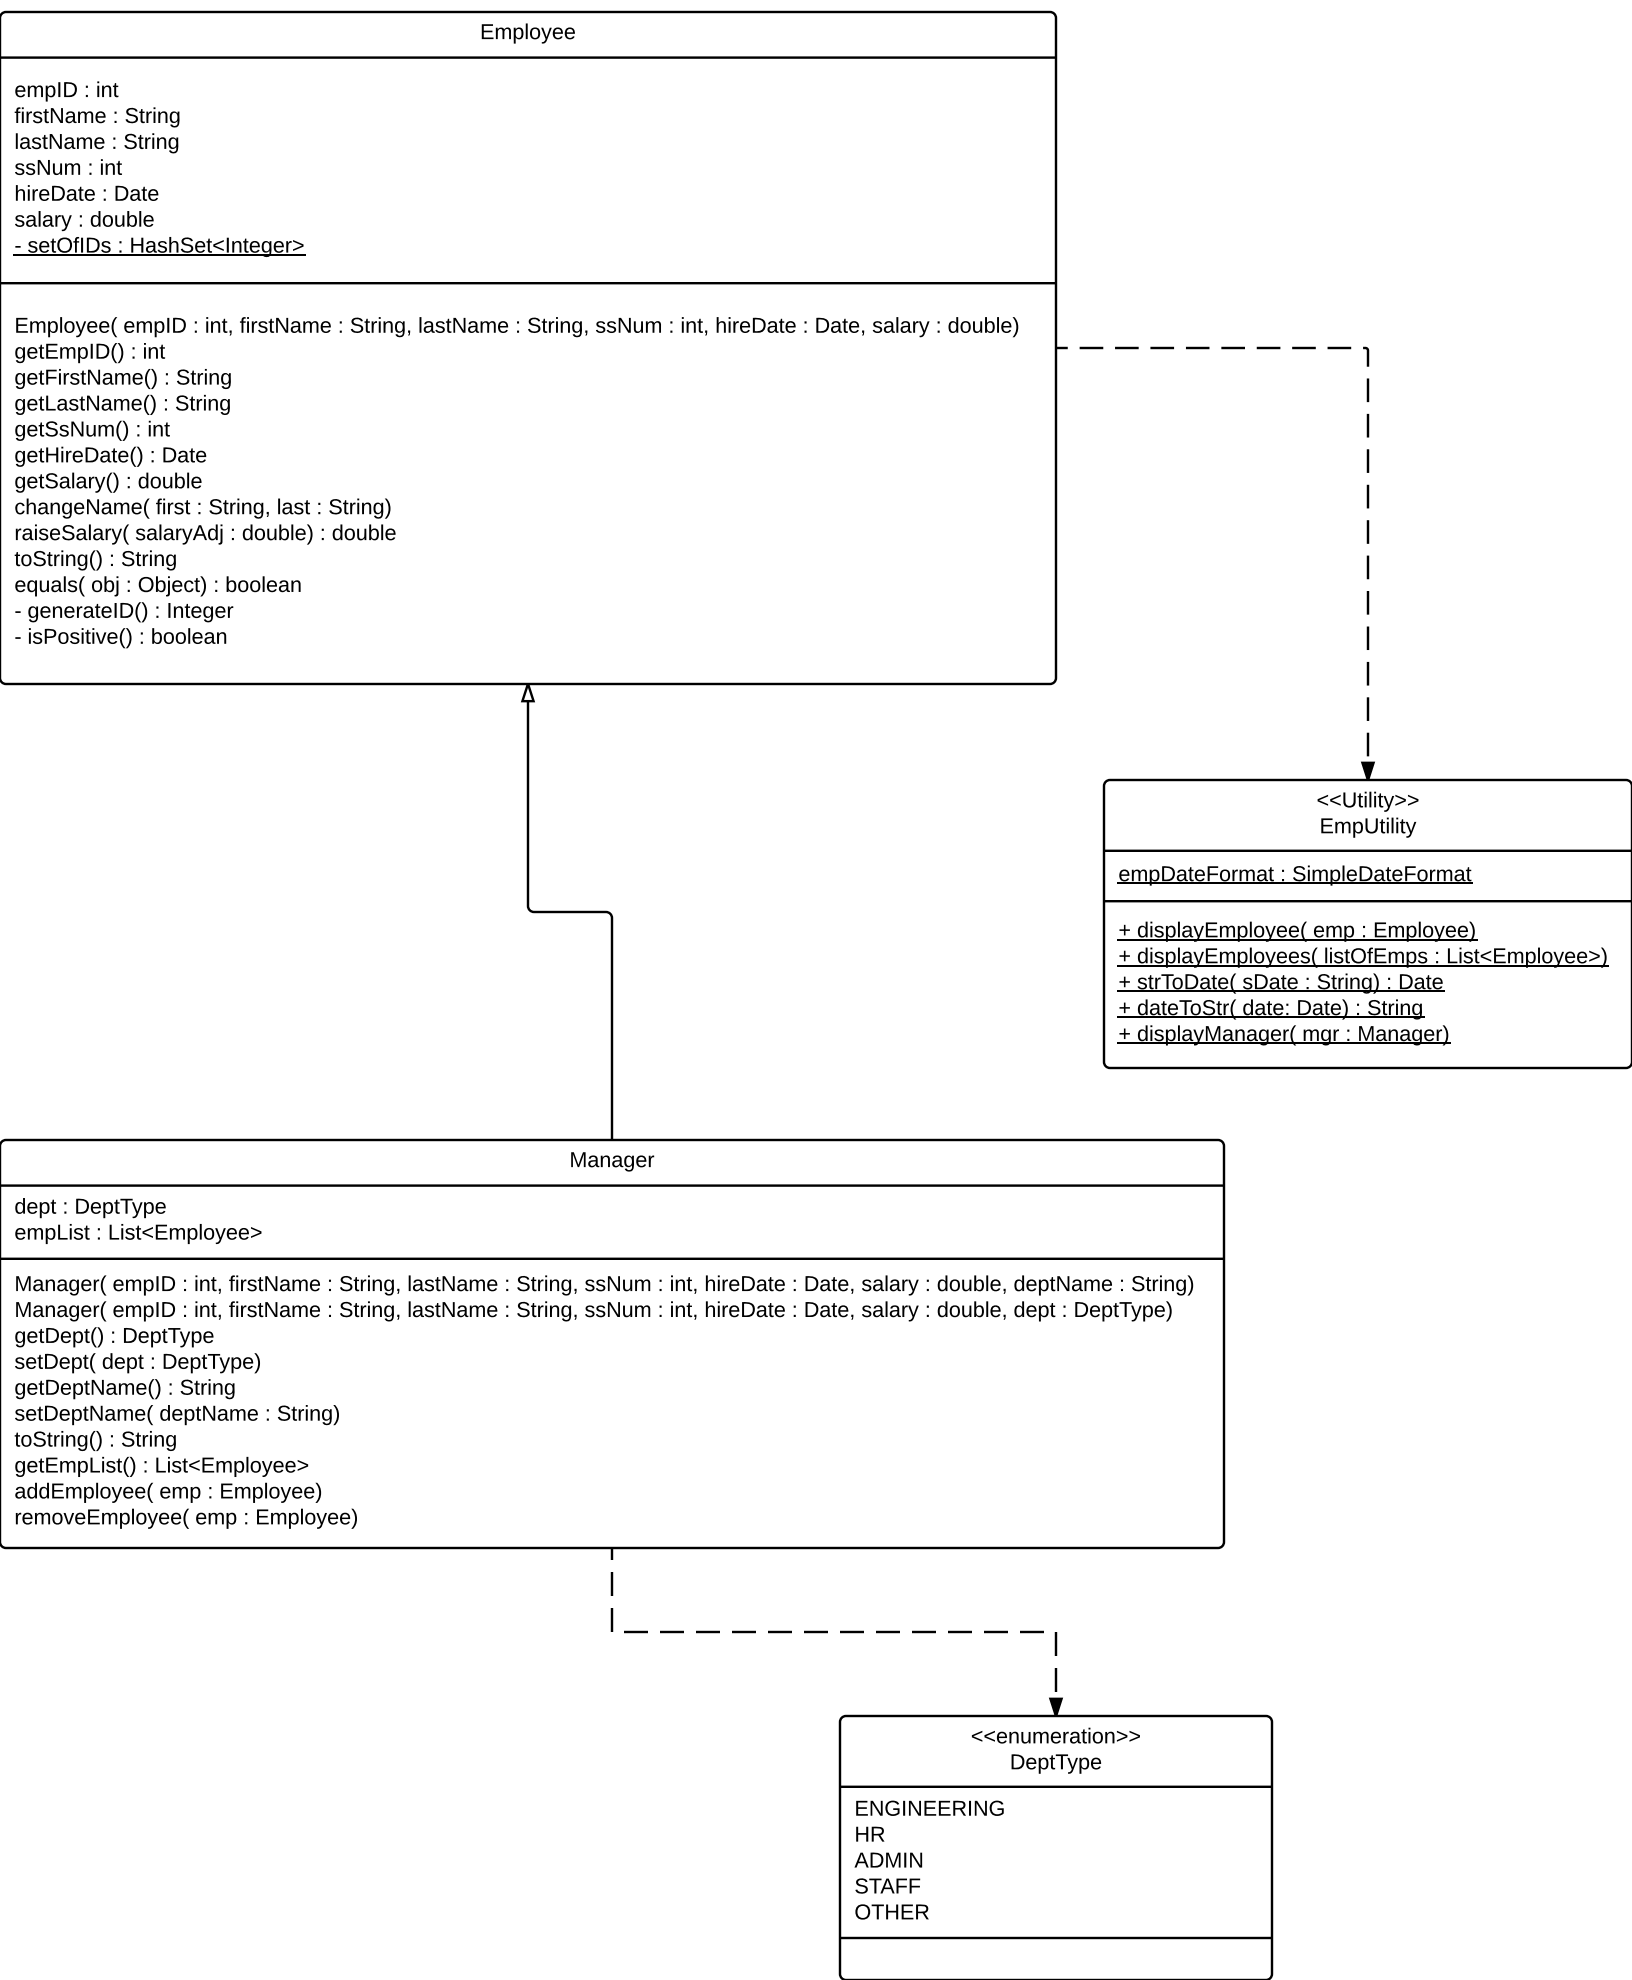 Employee
empID : int
firstName : String
lastName : String
ssNum : int
hireDate : Date
salary : double
- setOfIDs : HashSet<Integer>
Employee( empID : int, firstName : String, lastName : String, ssNum : int, hireDate : Date, salary : double)
getEmpID() : int
getFirstName() : String
getLastName() : String
getSsNum() : int
getHireDate() : Date
getSalary() : double
changeName( first : String, last : String)
raiseSalary( salaryAdj : double) : double
toString() : String
equals( obj : Object) : boolean
- generateID() : Integer
- isPositive() : boolean
<<Utility>>
EmpUtility
empDateFormat : SimpleDateFormat
+ displayEmployee( emp : Employee)
+ displayEmployees( listOfEmps : List<Employee>)
+ strToDate( sDate : String) : Date
+ dateToStr( date: Date) : String
+ displayManager( mgr : Manager)
Manager
dept : DeptType
empList : List<Employee>
Manager( empID : int, firstName : String, lastName : String, ssNum : int, hireDate : Date, salary : double, deptName : String)
Manager( empID : int, firstName : String, lastName : String, ssNum : int, hireDate : Date, salary : double, dept : DeptType)
getDept() : DeptType
setDept( dept : DeptType)
getDeptName() : String
setDeptName( deptName : String)
toString() : String
getEmpList() : List<Employee>
addEmployee( emp : Employee)
removeEmployee( emp : Employee)
<<enumeration>>
DeptType
ENGINEERING
HR
ADMIN
STAFF
OTHER